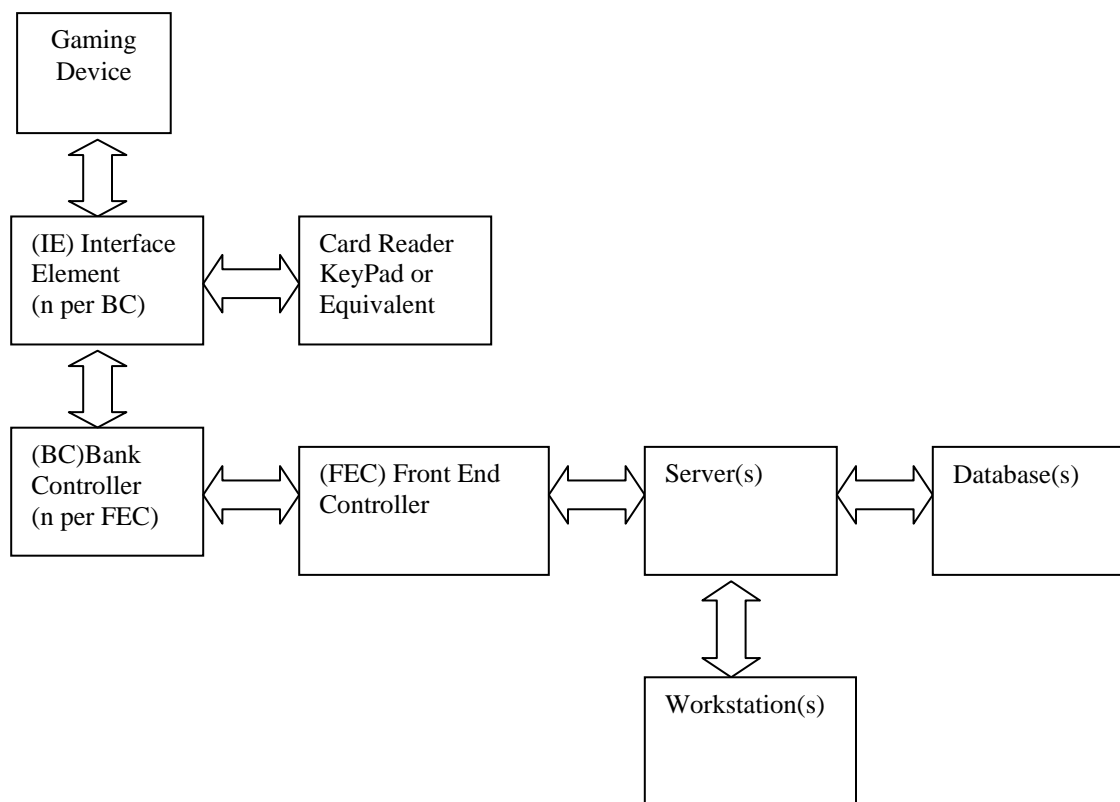 Gaming
Device
(IE) Interface
Element
(n per BC)
Card Reader
KeyPad or
Equivalent
(BC)Bank
Controller
(n per FEC)
(FEC) Front End
Controller
Server(s)
Database(s)
Workstation(s)